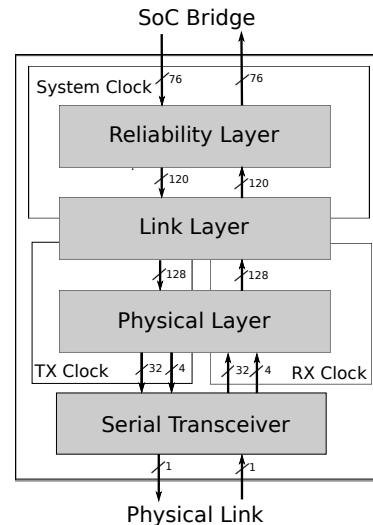 SoC Bridge
76 76
System Clock
Reliability Layer
120 120
Link Layer
128 128
Physical Layer
TX Clock 32 4 32 4 RX Clock
Serial Transceiver
1 1
Physical Link